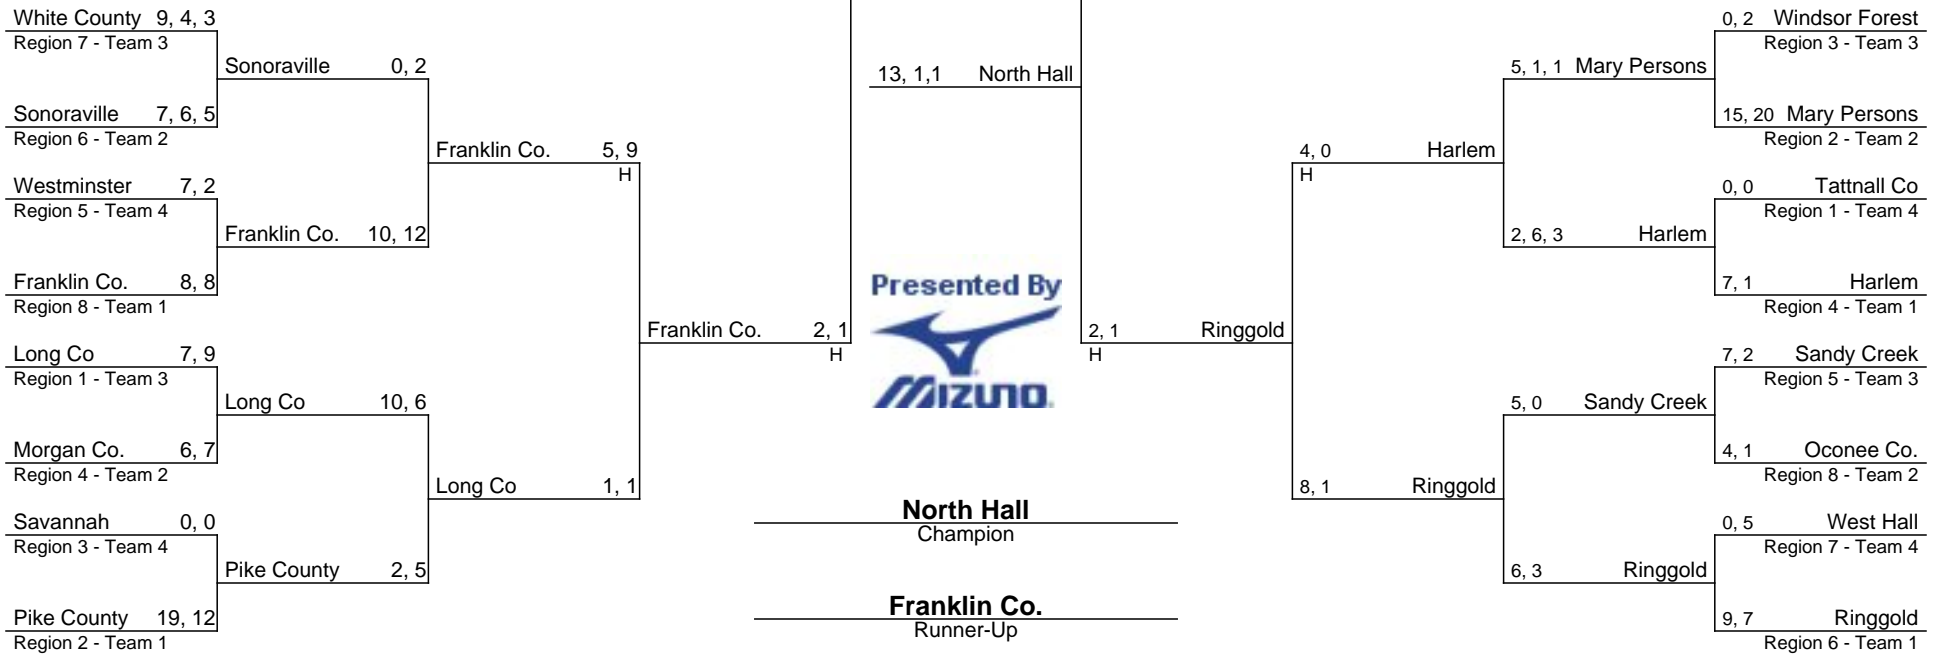 White County 9, 4, 3
Region 7 - Team 3
Sonoraville 0, 2
Sonoraville 7, 6, 5
Region 6 - Team 2
Franklin Co. 5, 9
H
Westminster 7, 2
Region 5 - Team 4
Franklin Co. 10, 12
Franklin Co. 8, 8
Region 8 - Team 1
Franklin Co. 2, 1
H
Long Co 7, 9
Region 1 - Team 3
Long Co 10, 6
Morgan Co. 6, 7
Region 4 - Team 2
Long Co 1, 1
Savannah 0, 0
Region 3 - Team 4
Pike County 2, 5
Pike County 19, 12
Region 2 - Team 1
13, 1,1 North Hall
Presented By
MIZUNO
North Hall
Champion
Franklin Co.
Runner-Up
2, 1 Ringgold
H
4, 0 Harlem
H
8, 1 Ringgold
5, 1, 1 Mary Persons
2, 6, 3 Harlem
5, 0 Sandy Creek
6, 3 Ringgold
0, 2 Windsor Forest
Region 3 - Team 3
15, 20 Mary Persons
Region 2 - Team 2
0, 0 Tattnall Co
Region 1 - Team 4
7, 1 Harlem
Region 4 - Team 1
7, 2 Sandy Creek
Region 5 - Team 3
4, 1 Oconee Co.
Region 8 - Team 2
0, 5 West Hall
Region 7 - Team 4
9, 7 Ringgold
Region 6 - Team 1